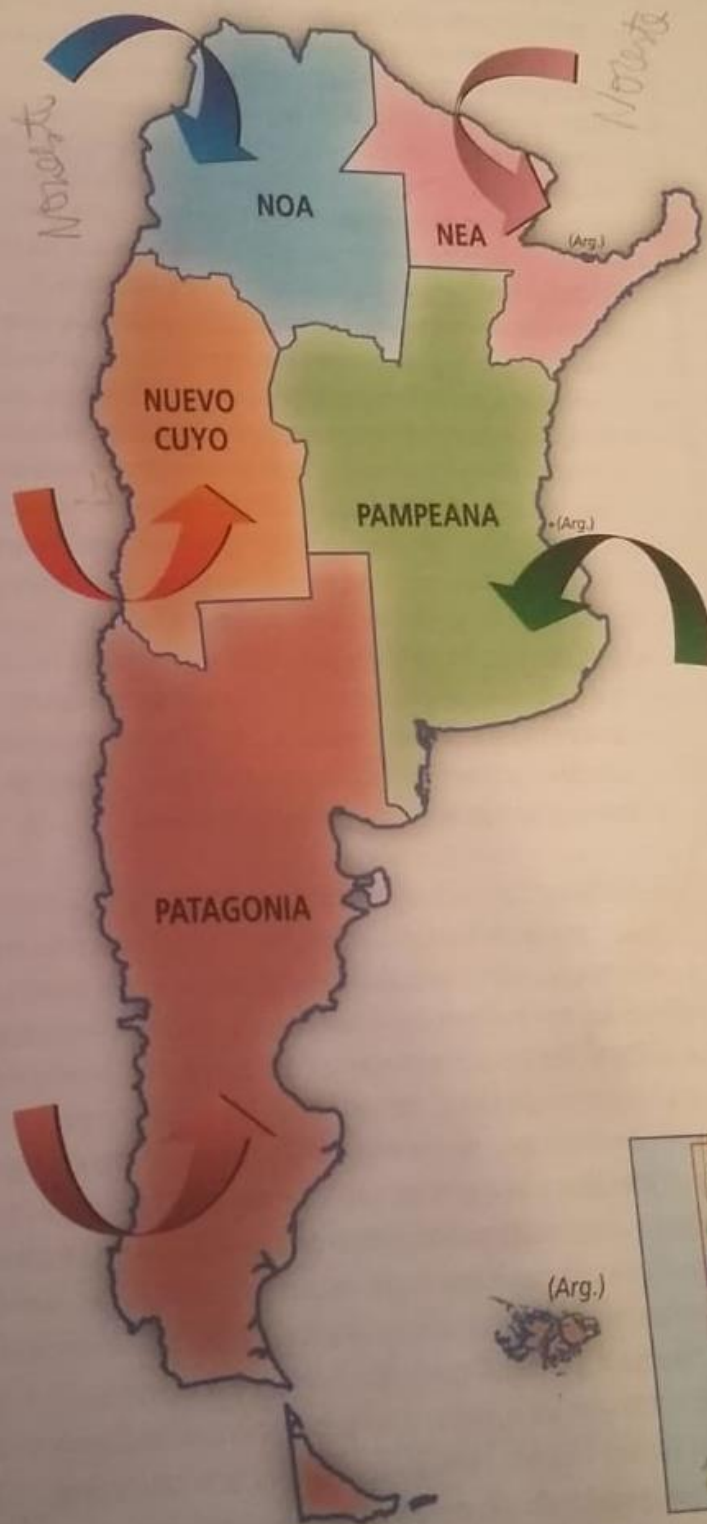 Noreste
Noroeste
NOA
NEA
(Arg.)
NUEVO
CUYO
PAMPEANA
(Arg.)
PATAGONIA
(Arg.)